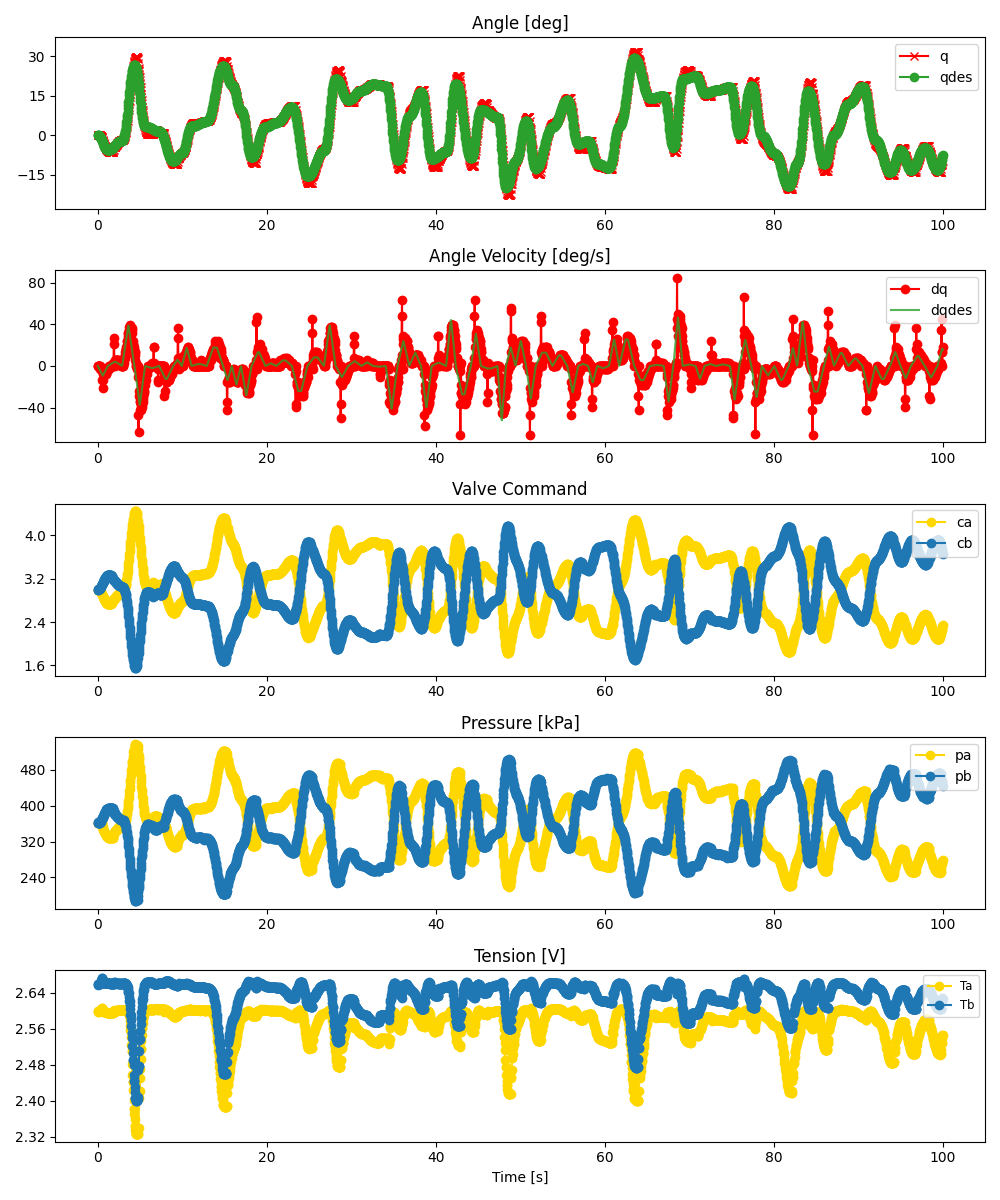 Angle [deg]
30
15
0
−15
q
qdes
0 20 40 60 80 100
Angle Velocity [deg/s]
80
40
0
−40
dq
dqdes
0 20 40 60 80 100
Valve Command
4.0
3.2
2.4
1.6
ca
cb
0 20 40 60 80 100
Pressure [kPa]
480
400
320
240
pa
pb
0 20 40 60 80 100
Tension [V]
2.64
2.56
2.48
2.40
2.32
Ta
Tb
0 20 40 60 80 100
Time [s]